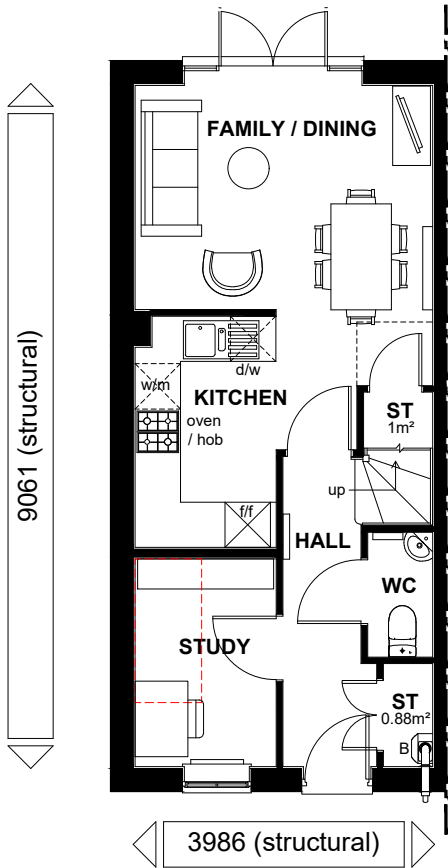 FAMILY / DINING
9061 (structural)
d/w
w/m
KITCHEN
oven
/ hob
ST
1m²
up
f/f
HALL
WC
STUDY
ST
0.88m²
B
3986 (structural)